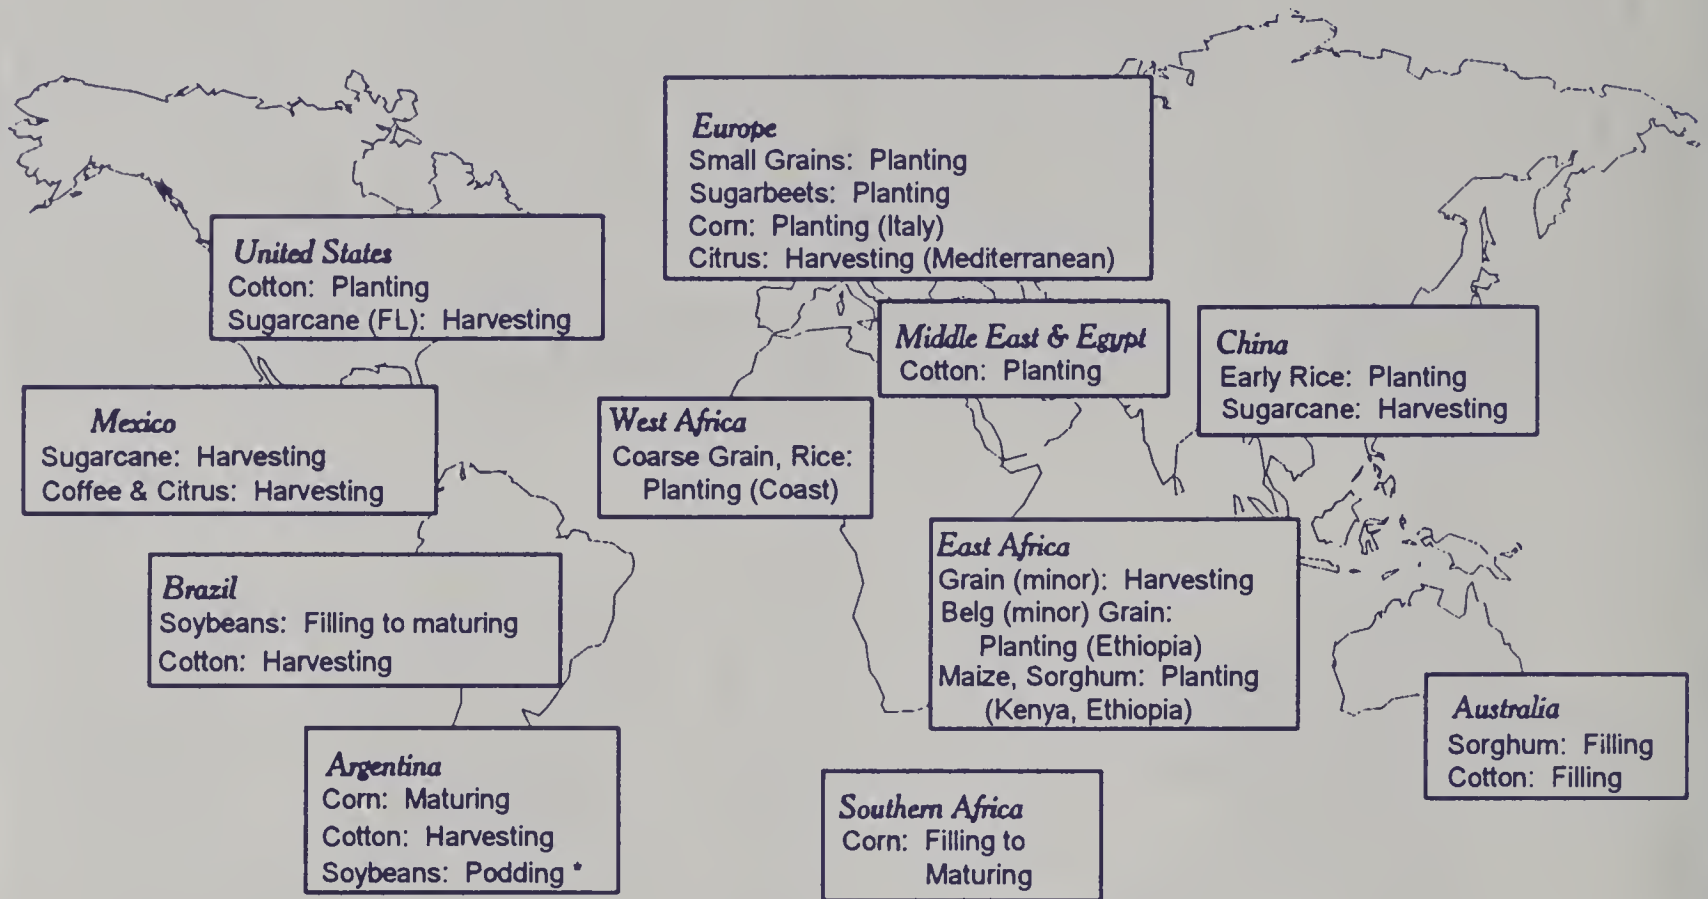 Europe
Small Grains: Planting
Sugarbeets: Planting
Corn: Planting (Italy)
Citrus: Harvesting (Mediterranean)
United States
Cotton: Planting
Sugarcane (FL): Harvesting
Middle East & Egypt
Cotton: Planting
China
Early Rice: Planting
Sugarcane: Harvesting
Mexico
Sugarcane: Harvesting
Coffee & Citrus: Harvesting
West Africa
Coarse Grain, Rice:
Planting (Coast)
East Africa
Grain (minor): Harvesting
Belg (minor) Grain:
Planting (Ethiopia)
Maize, Sorghum: Planting
(Kenya, Ethiopia)
Brazil
Soybeans: Filling to maturing
Cotton: Harvesting
Australia
Sorghum: Filling
Cotton: Filling
Argentina
Corn: Maturing
Cotton: Harvesting
Soybeans: Podding *
Southern Africa
Corn: Filling to
Maturing